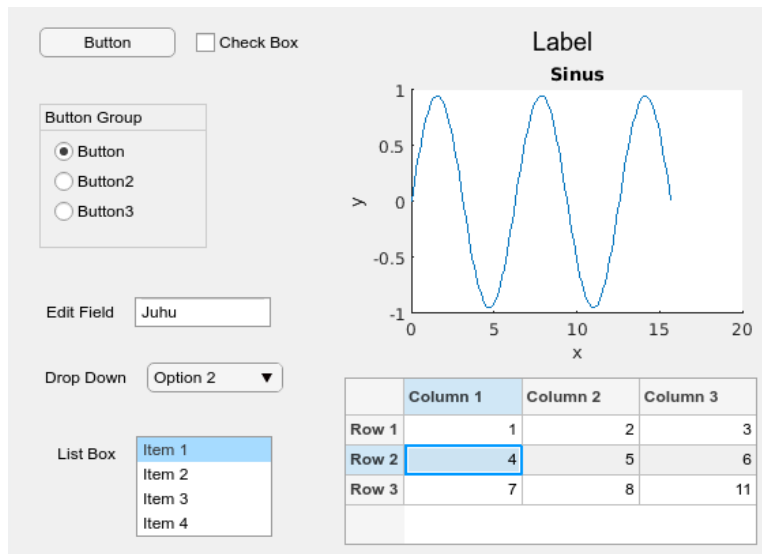 Button
Check Box
Button Group
Button
Button2
Button3
Edit Field Juhu
Drop Down Option 2
List Box
Item 1
Item 2
Item 3
Item 4
Label
Sinus
1
0.5
0
-0.5
-1
y
0 5 10 15 20
x
Column 1 Column 2 Column 3
Row 1 1 2 3
Row 2 4 5 6
Row 3 7 8 11